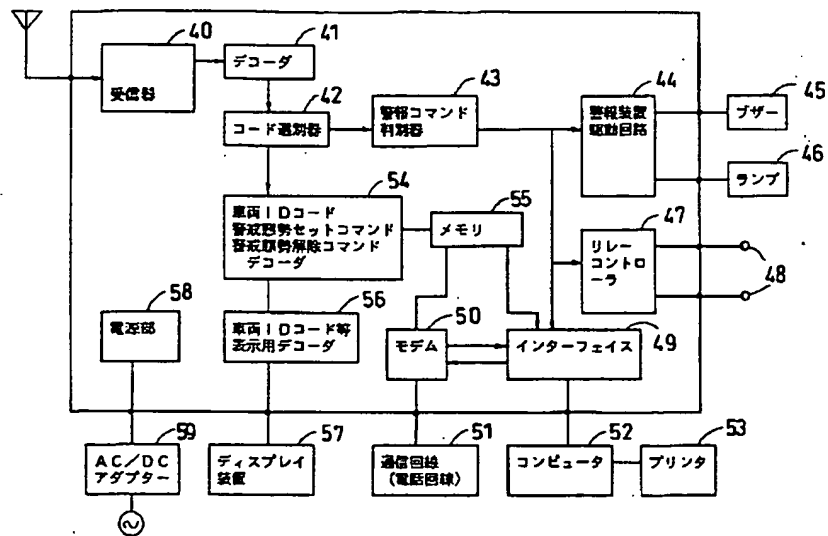 40
受信器
41
デコーダ
42
コード選別器
43
警報コマンド
判別器
44
警報装置
駆動回路
45
ブザー
46
ランプ
47
リレー
コントロ
ーラ
48
54
車両IDコード
警戒態勢セットコマンド
警戒態勢解除コマンド
デコーダ
55
メモリ
58
電源部
56
車両IDコード等
表示用デコーダ
50
モデム
49
インターフェイス
59
AC/DC
アダプター
57
ディスプレイ
装置
51
通信回線
(電話回線)
52
コンピュータ
53
プリンタ